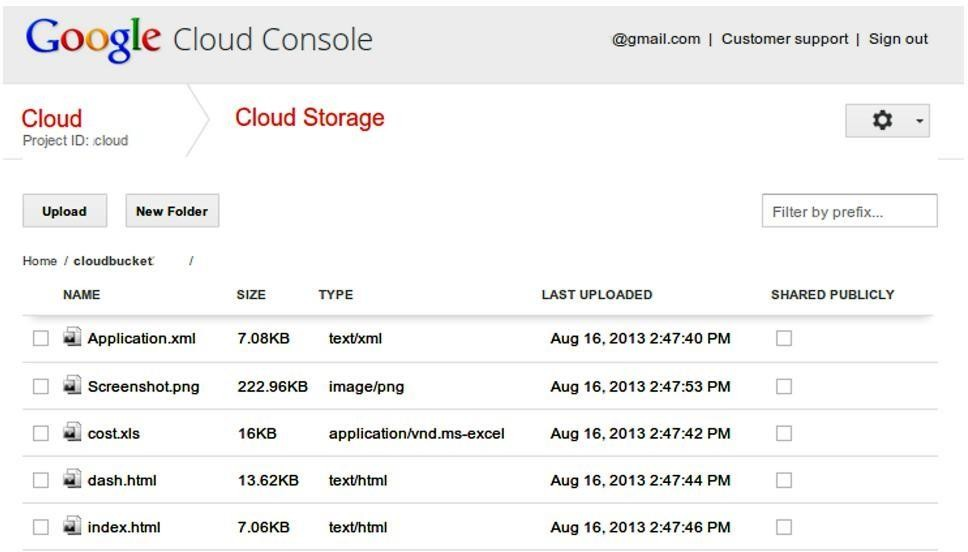 Google Cloud Console @gmail.com | Customer support | Sign out
Cloud Cloud Storage
Project ID: cloud
Upload New Folder Filter by prefix...
Home / cloudbucket /
NAME SIZE TYPE LAST UPLOADED SHARED PUBLICLY
Application.xml 7.08KB text/xml Aug 16, 2013 2:47:40 PM
Screenshot.png 222.96KB image/png Aug 16, 2013 2:47:53 PM
cost.xls 16KB application/vnd.ms-excel Aug 16, 2013 2:47:42 PM
dash.html 13.62KB text/html Aug 16, 2013 2:47:44 PM
index.html 7.06KB text/html Aug 16, 2013 2:47:46 PM